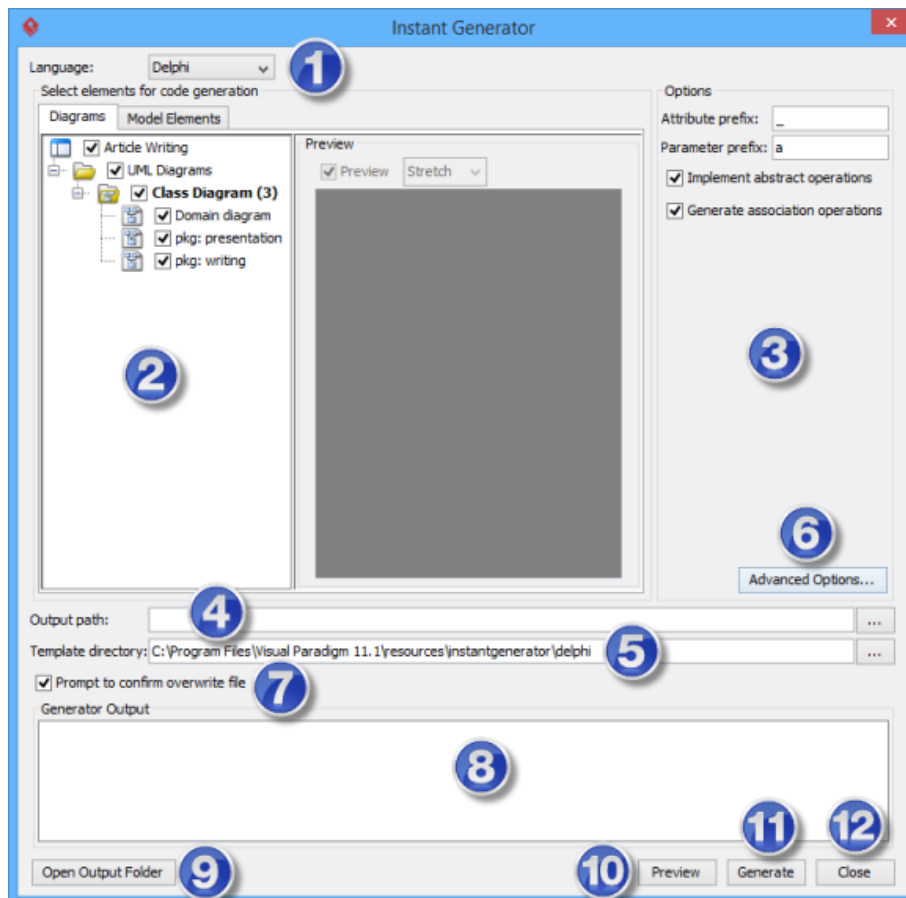 Instant Generator
Language: Delphi 1
Select elements for code generation
Diagrams Model Elements
Article Writing
UML Diagrams
Class Diagram (3)
Domain diagram
pkg: presentation
pkg: writing
2
Preview
Preview Stretch
Options
Attribute prefix: _
Parameter prefix: a
Implement abstract operations
Generate association operations
3
6
Advanced Options...
Output path: 4 ...
Template directory: C:\Program Files\Visual Paradigm 11.1\resources\instantgenerator\delphi 5 ...
Prompt to confirm overwrite file 7
Generator Output
8
Open Output Folder 9 10 Preview 11 Generate 12 Close